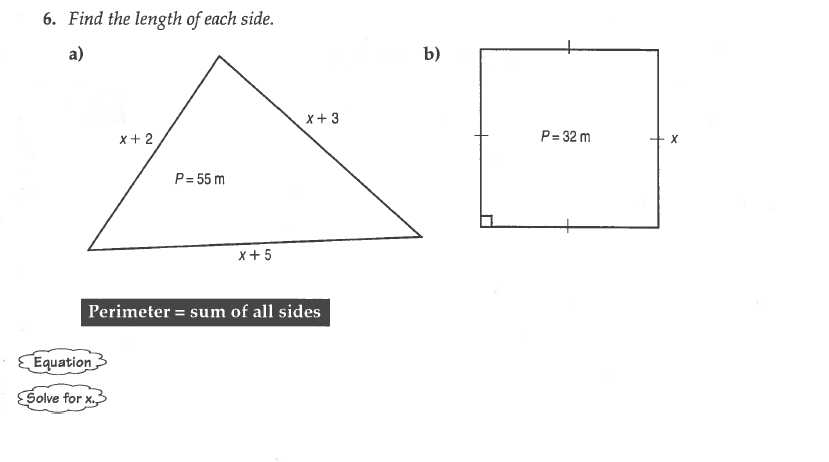 6. Find the length of each side.
a)
b)
x + 3
x + 2
P = 32 m
x
P = 55 m
x + 5
Perimeter = sum of all sides
Equation
Solve for x.